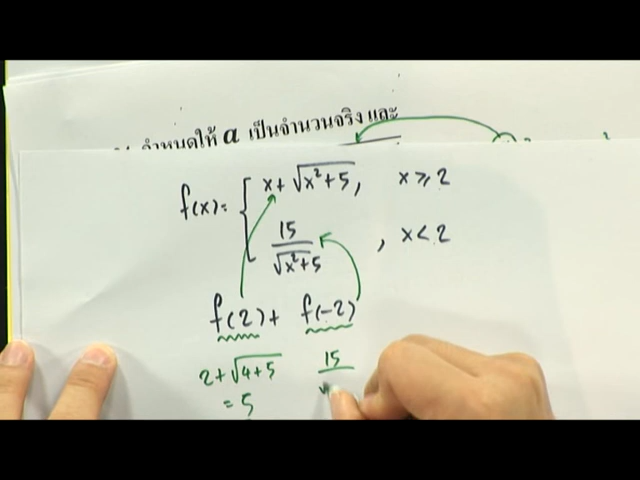 กำหนดให้ a เป็นจำนวนจริง และ
f(x) = { x + √x²+5 , x ≥ 2
15/√x²+5 , x < 2
f(2) + f(-2)
2 + √4+5 15
= 5